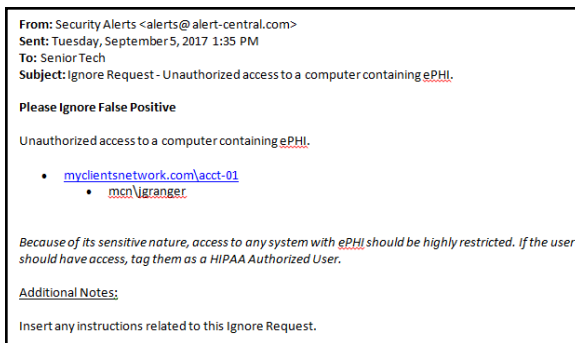 From: Security Alerts <alerts@alert-central.com>
Sent: Tuesday, September 5, 2017 1:35 PM
To: Senior Tech
Subject: Ignore Request - Unauthorized access to a computer containing ePHI.
Please Ignore False Positive
Unauthorized access to a computer containing ePHI.
• myclientsnetwork.com\acct-01
• mcn\jgranger
Because of its sensitive nature, access to any system with ePHI should be highly restricted. If the user
should have access, tag them as a HIPAA Authorized User.
Additional Notes:
Insert any instructions related to this Ignore Request.